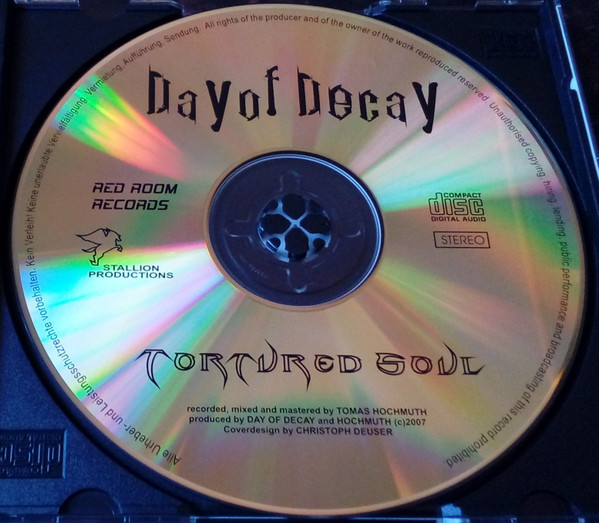 Alle Urheber- und Leistungsschutzrechte vorbehalten. Kein Verleih! Keine unerlaubte Vervielfältigung, Vermietung, Aufführung, Sendung. All rights of the producer and of the owner of the work reproduced reserved. Unauthorised copying, hiring, lending, public performance and broadcasting of this record prohibited
Day of Decay
RED ROOM
RECORDS
STALLION
PRODUCTIONS
COMPACT
disc
DIGITAL AUDIO
STEREO
TORTURED SOUL
recorded, mixed and mastered by TOMAS HOCHMUTH
produced by DAY OF DECAY and HOCHMUTH (c)2007
Coverdesign by CHRISTOPH DEUSER